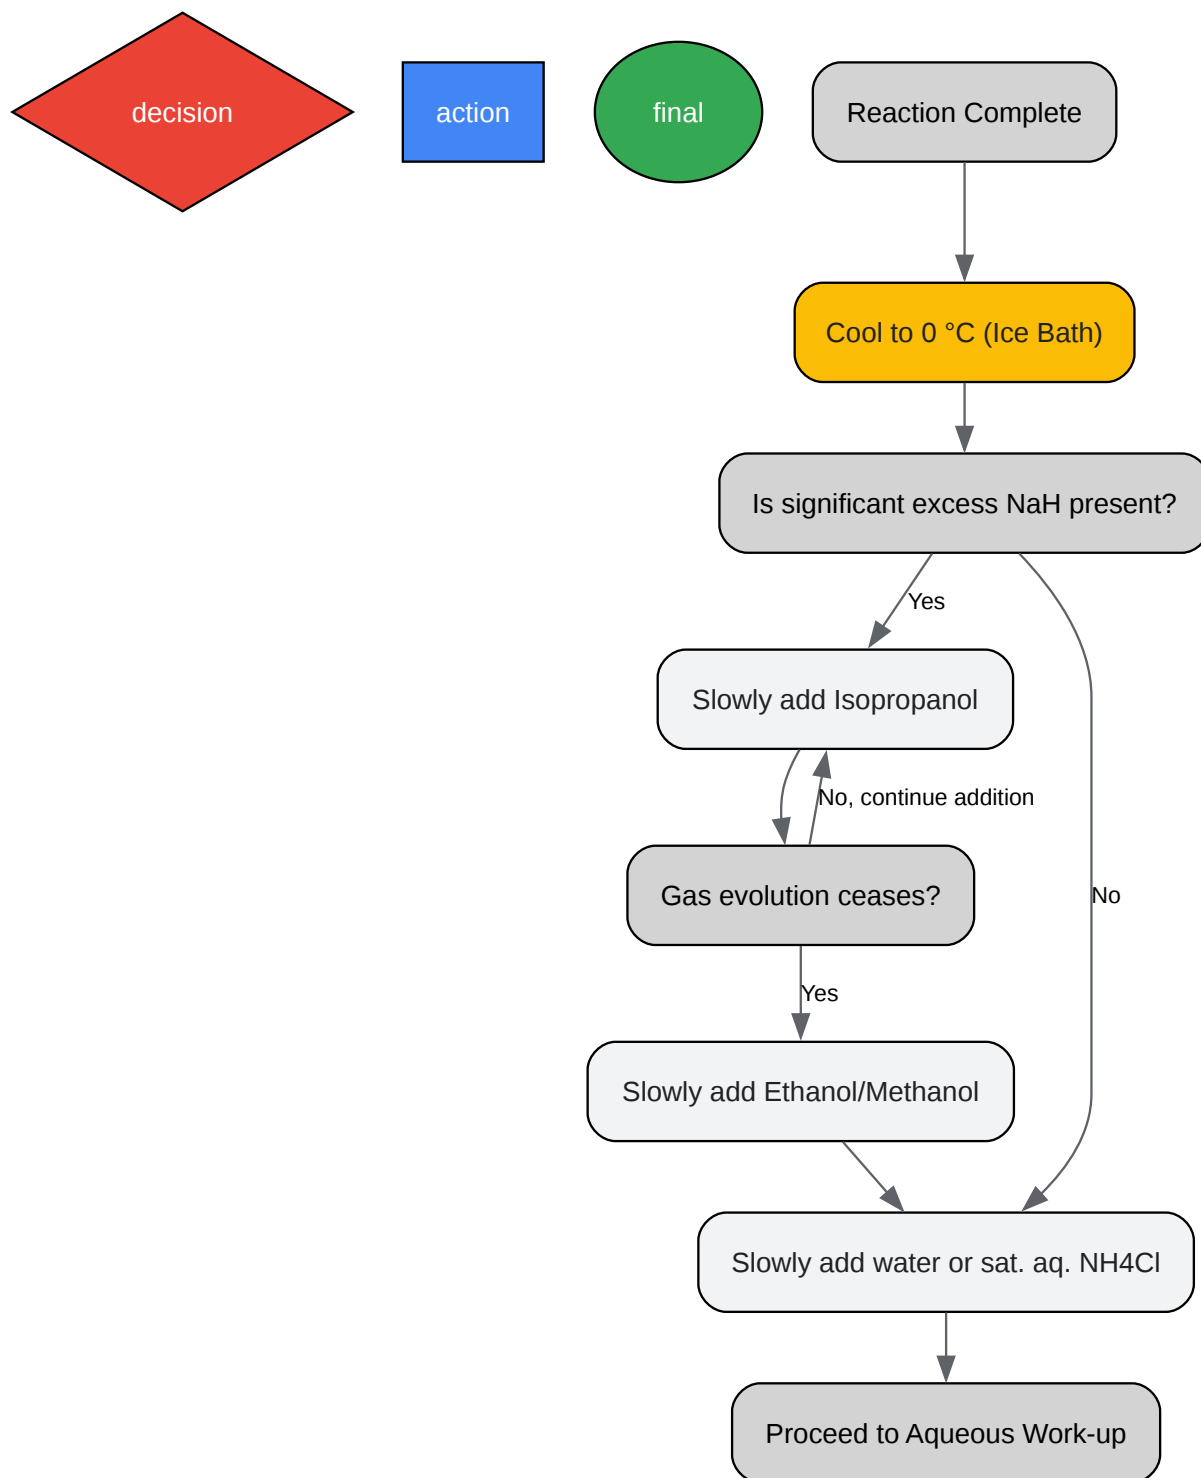 decision
action
final
Reaction Complete
Cool to 0 °C (Ice Bath)
Is significant excess NaH present?
Yes
Slowly add Isopropanol
No, continue addition
Gas evolution ceases?
No
Yes
Slowly add Ethanol/Methanol
Slowly add water or sat. aq. NH4Cl
Proceed to Aqueous Work-up